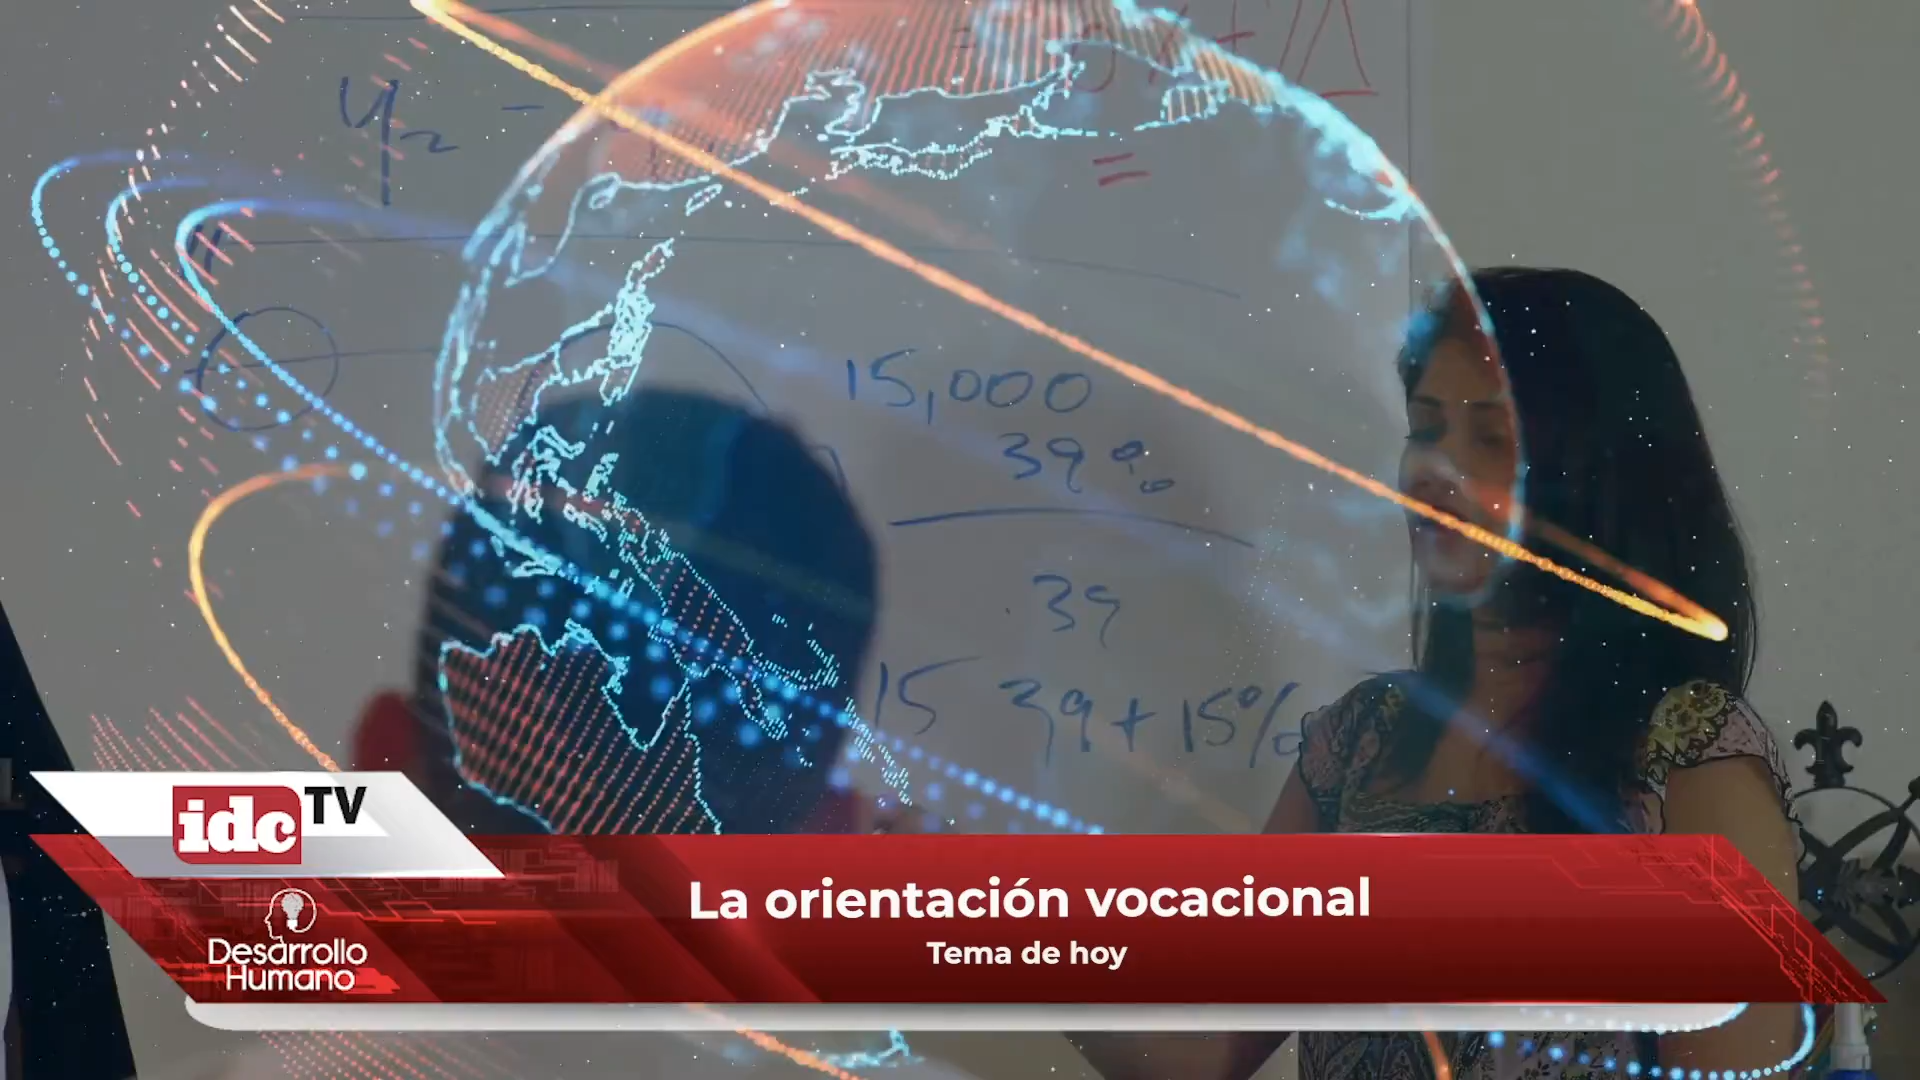 y2 -
=
15,000
39%
.39
15 39+15%
idc TV
La orientación vocacional
Tema de hoy
Desarrollo
Humano